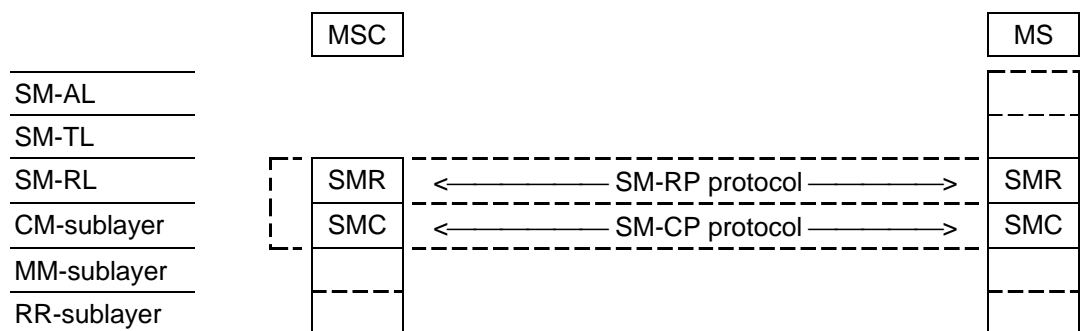 MSC MS
SM-AL
SM-TL
SM-RL SMR <—————— SM-RP protocol ——————> SMR
CM-sublayer SMC <—————— SM-CP protocol ——————> SMC
MM-sublayer
RR-sublayer